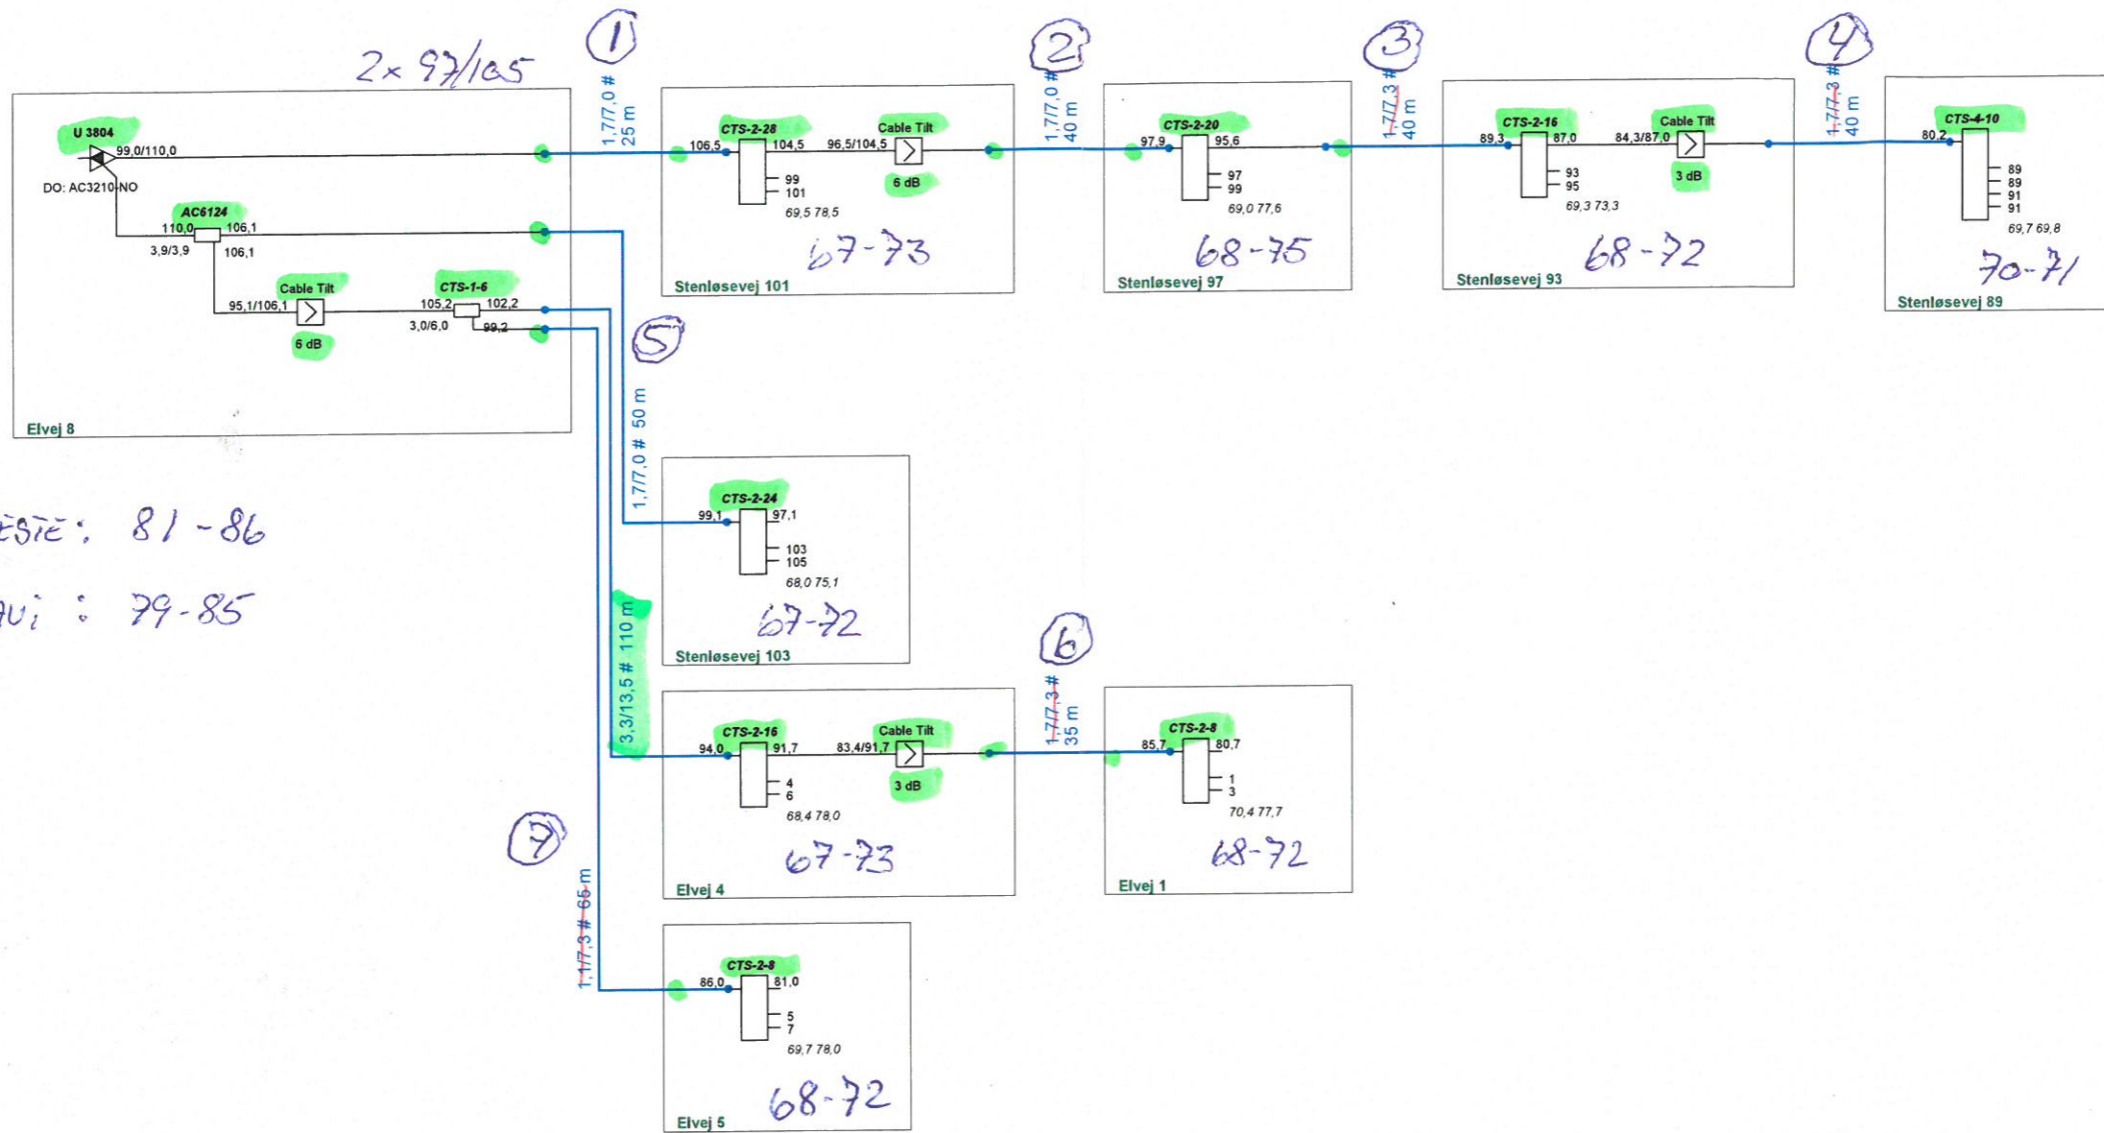 2x 97/105
1
1,7/7,0 #
25 m
2
1,7/7,0 #
40 m
3
1,7/7,3 #
40 m
4
1,7/7,3 #
40 m
U 3804
99,0/110,0
DO: AC3210-NO
AC6124
110,0 106,1
3,9/3,9 106,1
Cable Tilt
95,1/106,1
6 dB
CTS-1-6
105,2 102,2
3,0/6,0 99,2
Elvej 8
CTS-2-28
106,5 104,5
99
101
69,5 78,5
Cable Tilt
96,5/104,5
6 dB
67-73
Stenløsevej 101
CTS-2-20
97,9 95,6
97
99
69,0 77,6
68-75
Stenløsevej 97
CTS-2-16
89,3 87,0
93
95
69,3 73,3
Cable Tilt
84,3/87,0
3 dB
68-72
Stenløsevej 93
CTS-4-10
80,2
89
89
91
91
69,7 69,8
70-71
Stenløsevej 89
5
1,7/7,0 # 50 m
CTS-2-24
99,1 97,1
103
105
68,0 75,1
67-72
Stenløsevej 103
: 81-86
: 79-85
3,3/13,5 # 110 m
CTS-2-16
94,0 91,7
4
6
68,4 78,0
Cable Tilt
83,4/91,7
3 dB
67-73
Elvej 4
6
1,7/7,3 #
35 m
CTS-2-8
85,7 80,7
1
3
70,4 77,7
68-72
Elvej 1
7
1,1/7,3 # 65 m
CTS-2-8
86,0 81,0
5
7
69,7 78,0
68-72
Elvej 5